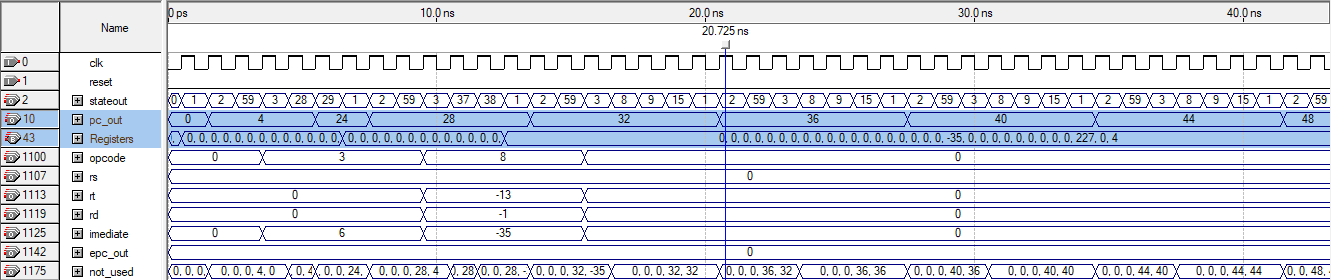 Name 0 ps 10.0 ns 20.0 ns 30.0 ns 40.0 ns
20.725 ns
0 clk
1 reset
2 stateout 0 1 2 59 3 28 29 1 2 59 3 37 38 1 2 59 3 8 9 15 1 2 59 3 8 9 15 1 2 59 3 8 9 15 1 2 59 3 8 9 15 1 2 59
10 pc_out 0 4 24 28 32 36 40 44 48
43 Registers 0, 0, 0, 0, 0, 0, 0, 0, 0, 0, 0, 0, 0, 0, 0, 0, 0, 0, 0, 0, 0, 0, 0, 0, 0, 0, 0, 0, 0, 0, 0, 0, 0, 0, 0, 0, 0, 0, 0, 0, 0, 0, 0, 0, 0, 0, 0, -35, 0, 0, 0, 0, 0, 0, 0, 0, 0, 227, 0, 4
1100 opcode 0 3 8 0
1107 rs 0
1113 rt 0 -13 0
1119 rd 0 -1 0
1125 imediate 0 6 -35 0
1142 epc_out 0
1175 not_used 0, 0, 0, 0, 0, 0, 4, 0 0, 4 0, 0, 24, 0, 0, 0, 28, 4 , 28 0, 0, 28, - 0, 0, 0, 32, -35 0, 0, 0, 32, 32 0, 0, 0, 36, 32 0, 0, 0, 36, 36 0, 0, 0, 40, 36 0, 0, 0, 40, 40 0, 0, 0, 44, 40 0, 0, 0, 44, 44 0, 0, 48,